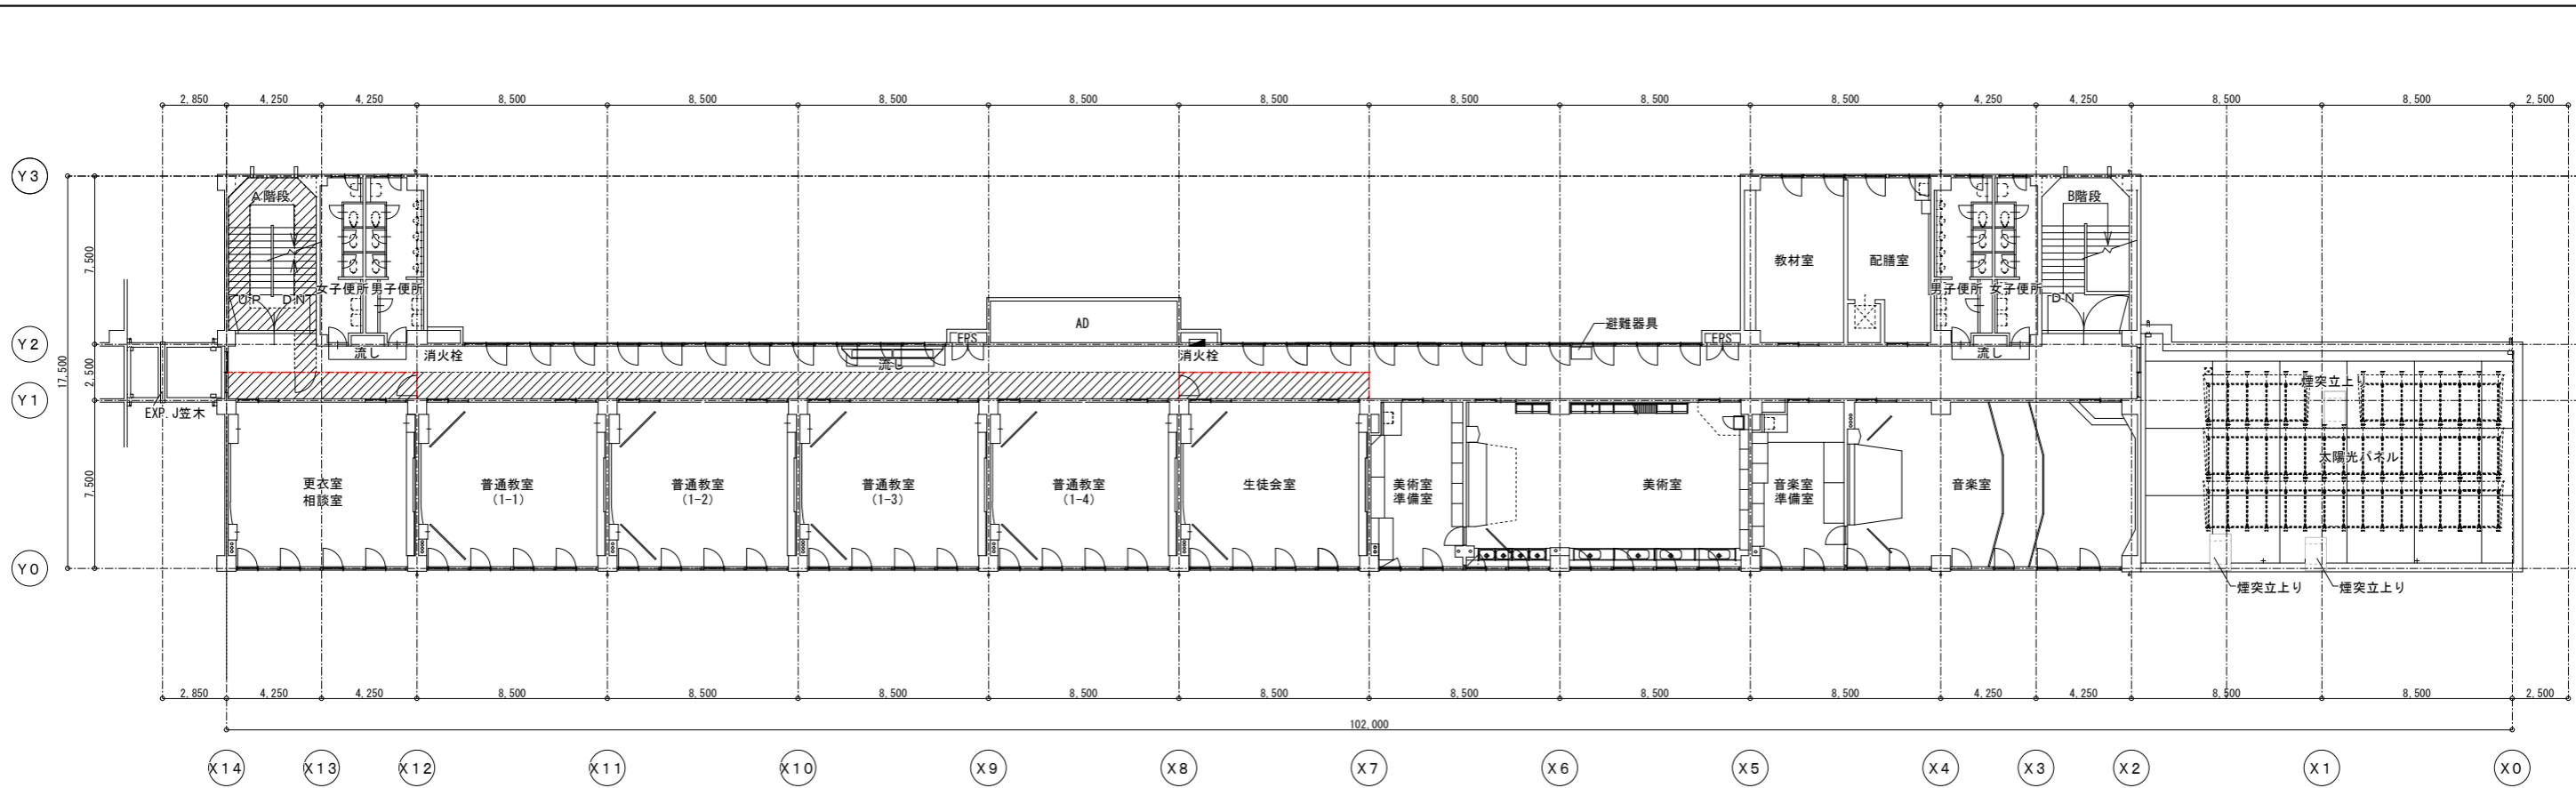 2,850 4,250 4,250 8,500 8,500 8,500 8,500 8,500 8,500 8,500 8,500 4,250 4,250 8,500 8,500 2,500
Y3
A階段
B階段
7,500
教材室
配膳室
女子便所 男子便所
男子便所 女子便所
UP DN
DN
AD
避難器具
EPS
EPS
Y2
流し
消火栓
流し
消火栓
流し
17,500
2,500
煙突立上り
Y1
EXP.J笠木
太陽光パネル
7,500
更衣室
相談室
普通教室
(1-1)
普通教室
(1-2)
普通教室
(1-3)
普通教室
(1-4)
生徒会室
美術室
準備室
美術室
音楽室
準備室
音楽室
Y0
煙突立上り
煙突立上り
2,850 4,250 4,250 8,500 8,500 8,500 8,500 8,500 8,500 8,500 8,500 4,250 4,250 8,500 8,500 2,500
102,000
X14 X13 X12 X11 X10 X9 X8 X7 X6 X5 X4 X3 X2 X1 X0